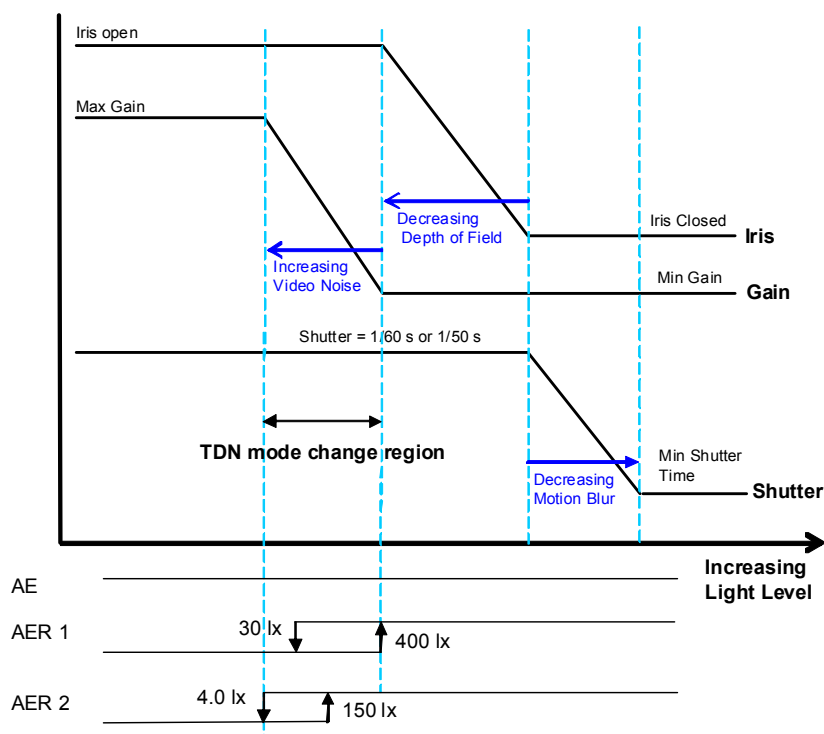 Iris open
Max Gain
Decreasing
Depth of Field
Iris Closed
Iris
Increasing
Video Noise
Min Gain
Gain
Shutter = 1/60 s or 1/50 s
TDN mode change region
Decreasing
Motion Blur
Min Shutter
Time
Shutter
Increasing
Light Level
AE
AER 1
30 lx
400 lx
AER 2
4.0 lx
150 lx